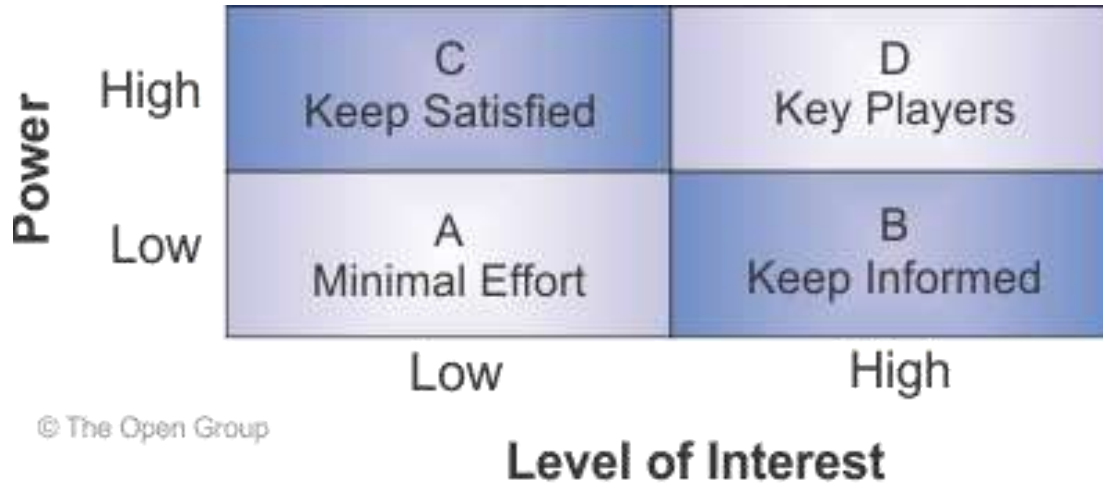 Power
High
C
Keep Satisfied
D
Key Players
Low
A
Minimal Effort
B
Keep Informed
Low
High
© The Open Group
Level of Interest